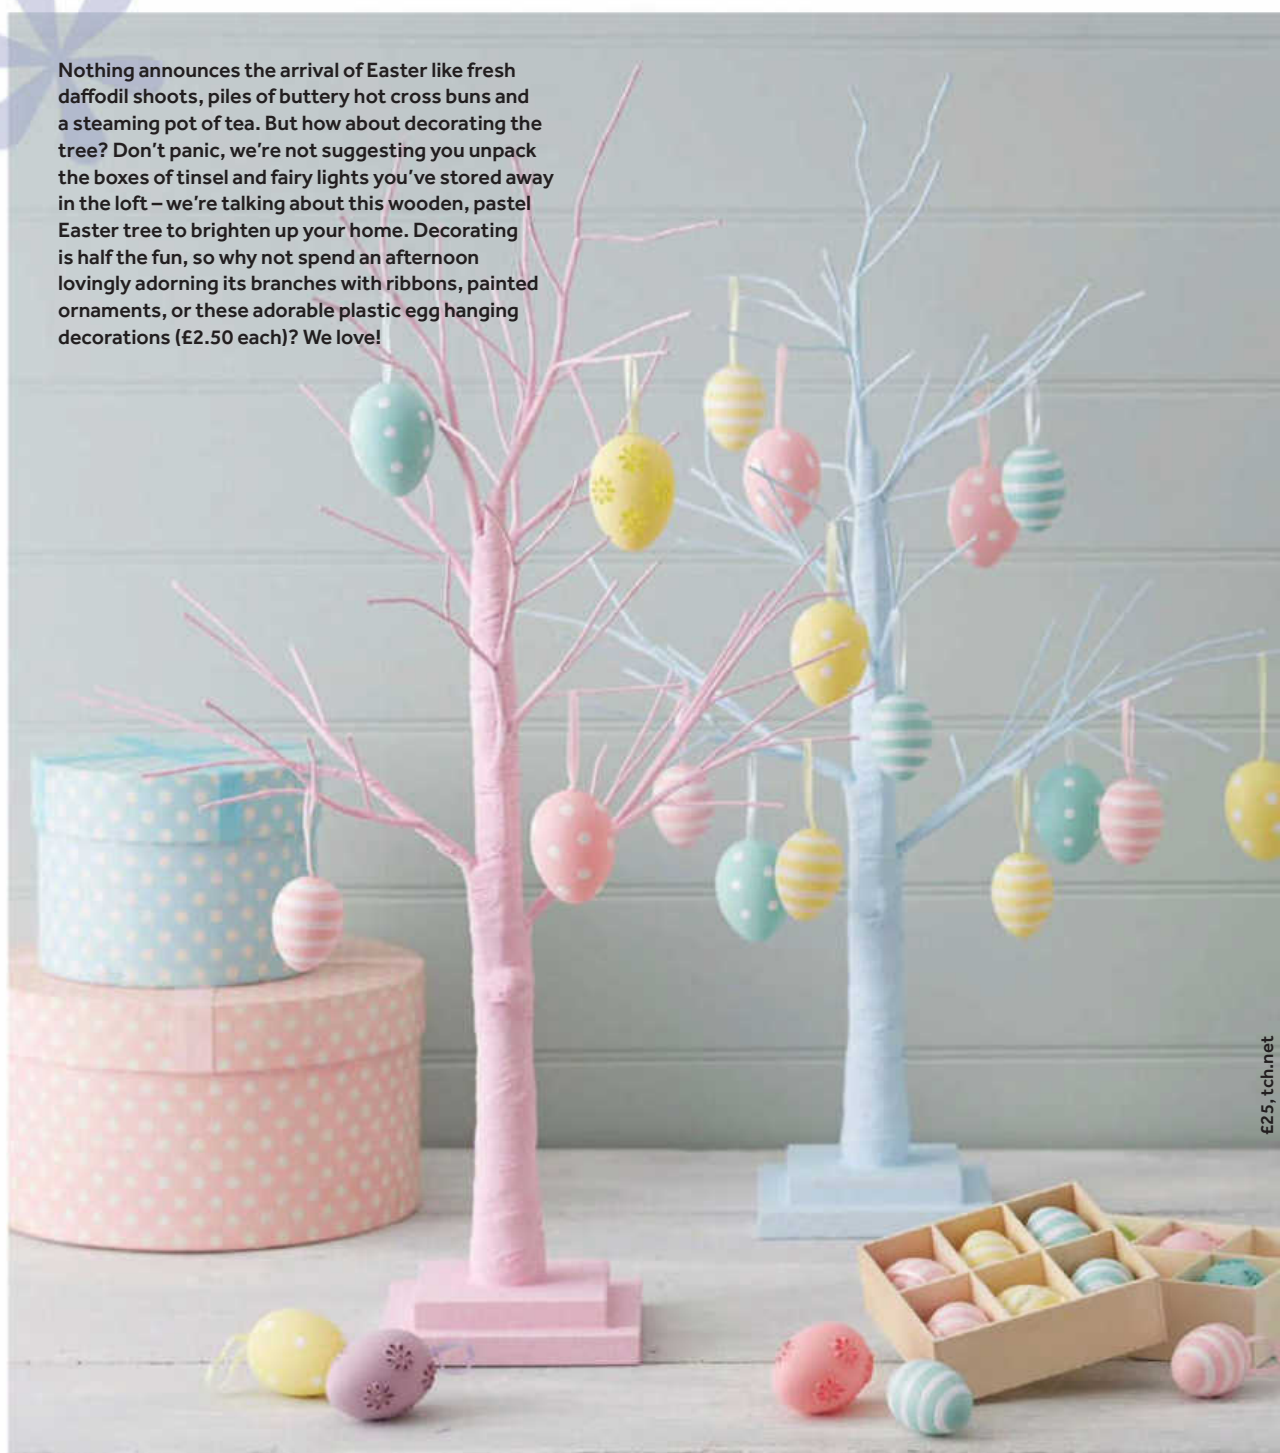 Nothing announces the arrival of Easter like fresh
daffodil shoots, piles of buttery hot cross buns and
a steaming pot of tea. But how about decorating the
tree? Don’t panic, we’re not suggesting you unpack
the boxes of tinsel and fairy lights you’ve stored away
in the loft – we’re talking about this wooden, pastel
Easter tree to brighten up your home. Decorating
is half the fun, so why not spend an afternoon
lovingly adorning its branches with ribbons, painted
ornaments, or these adorable plastic egg hanging
decorations (£2.50 each)? We love!
£25, tch.net